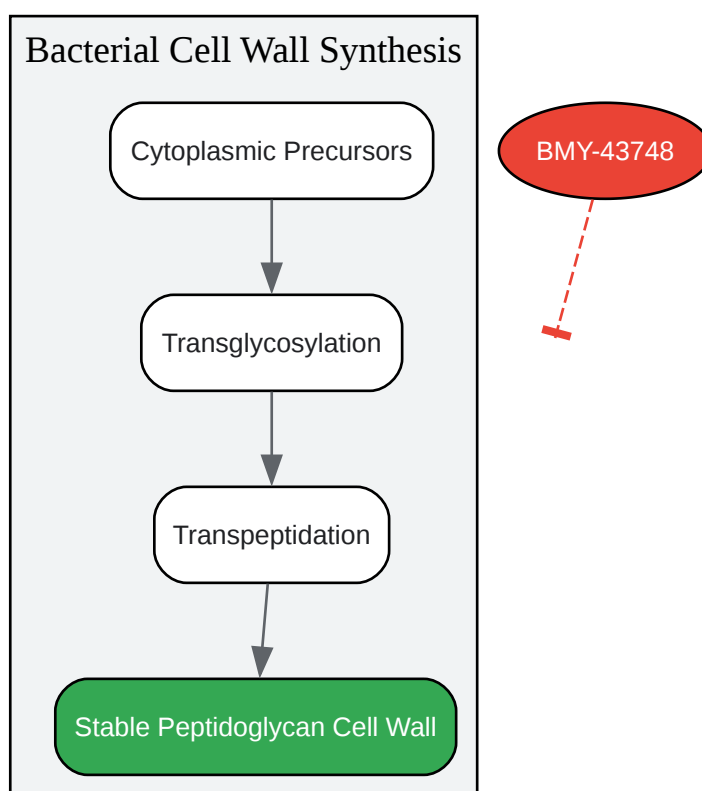 Bacterial Cell Wall Synthesis
Cytoplasmic Precursors
BMY-43748
Transglycosylation
Transpeptidation
Stable Peptidoglycan Cell Wall